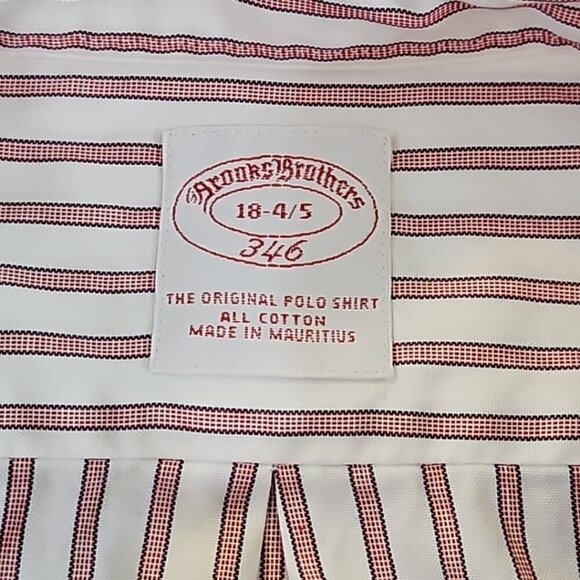 Brooks Brothers
18-4/5
346
THE ORIGINAL POLO SHIRT
ALL COTTON
MADE IN MAURITIUS